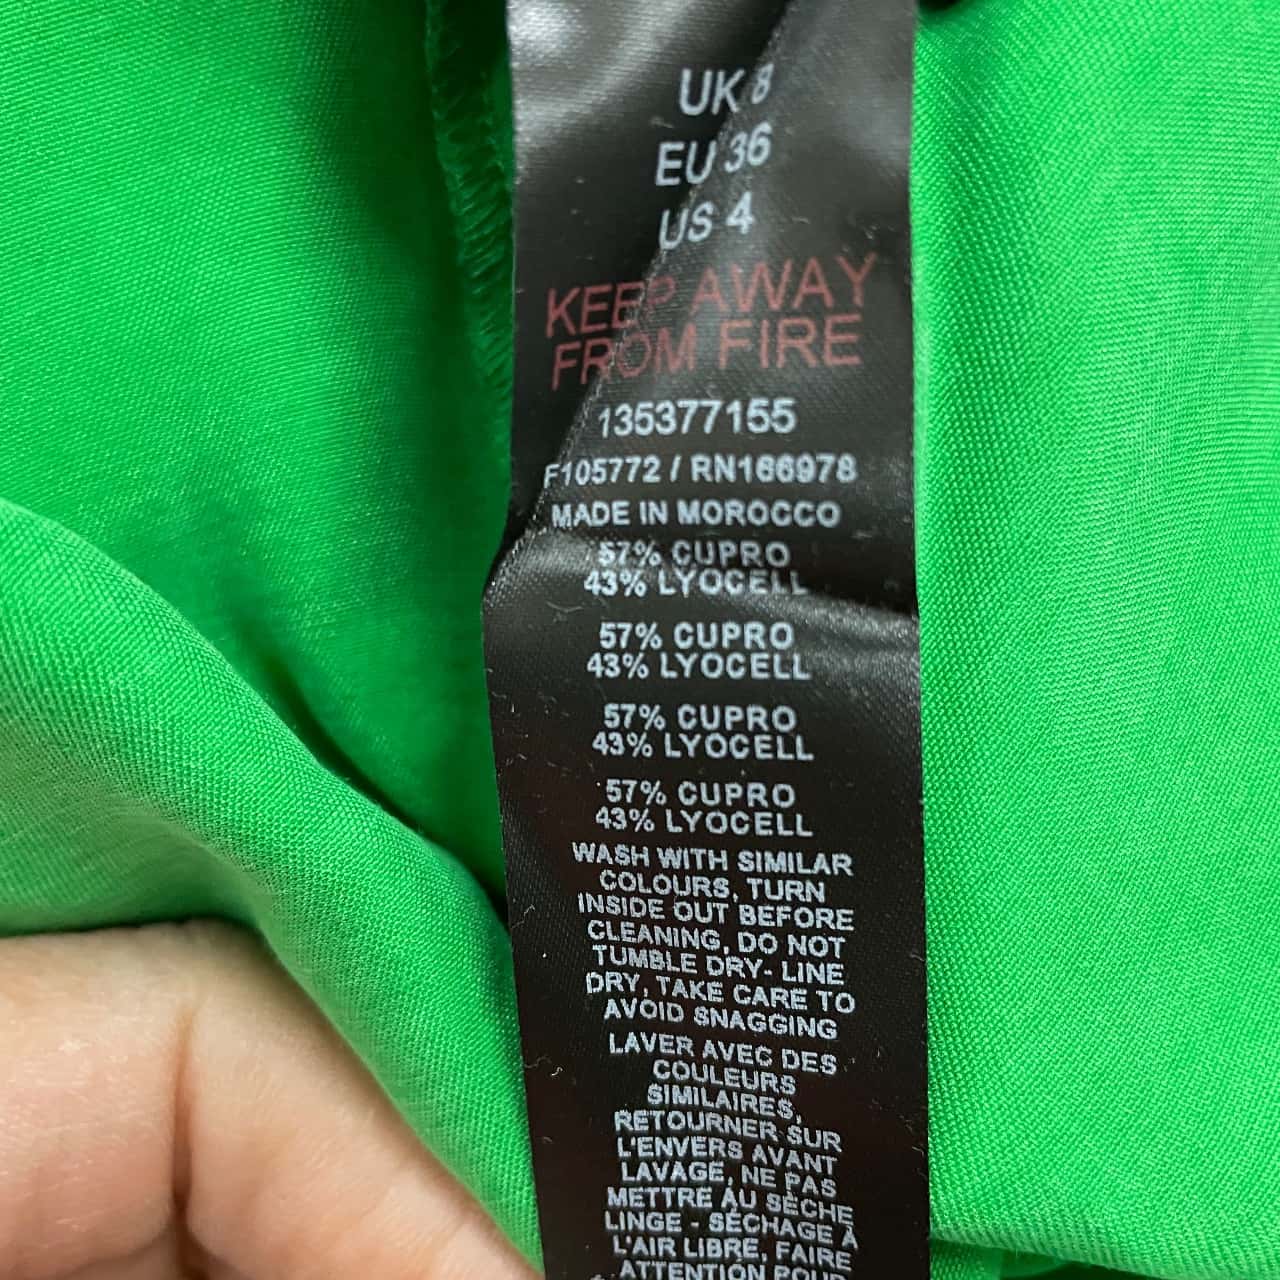 UK 8
EU 36
US 4
KEEP AWAY
FROM FIRE
135377155
F105772 / RN166978
MADE IN MOROCCO
57% CUPRO
43% LYOCELL
57% CUPRO
43% LYOCELL
57% CUPRO
43% LYOCELL
57% CUPRO
43% LYOCELL
WASH WITH SIMILAR
COLOURS, TURN
INSIDE OUT BEFORE
CLEANING, DO NOT
TUMBLE DRY- LINE
DRY, TAKE CARE TO
AVOID SNAGGING
LAVER AVEC DES
COULEURS
SIMILAIRES,
RETOURNER SUR
L'ENVERS AVANT
LAVAGE, NE PAS
METTRE AU SÈCHE
LINGE - SÉCHAGE À
L'AIR LIBRE, FAIRE
ATTENTION POUR